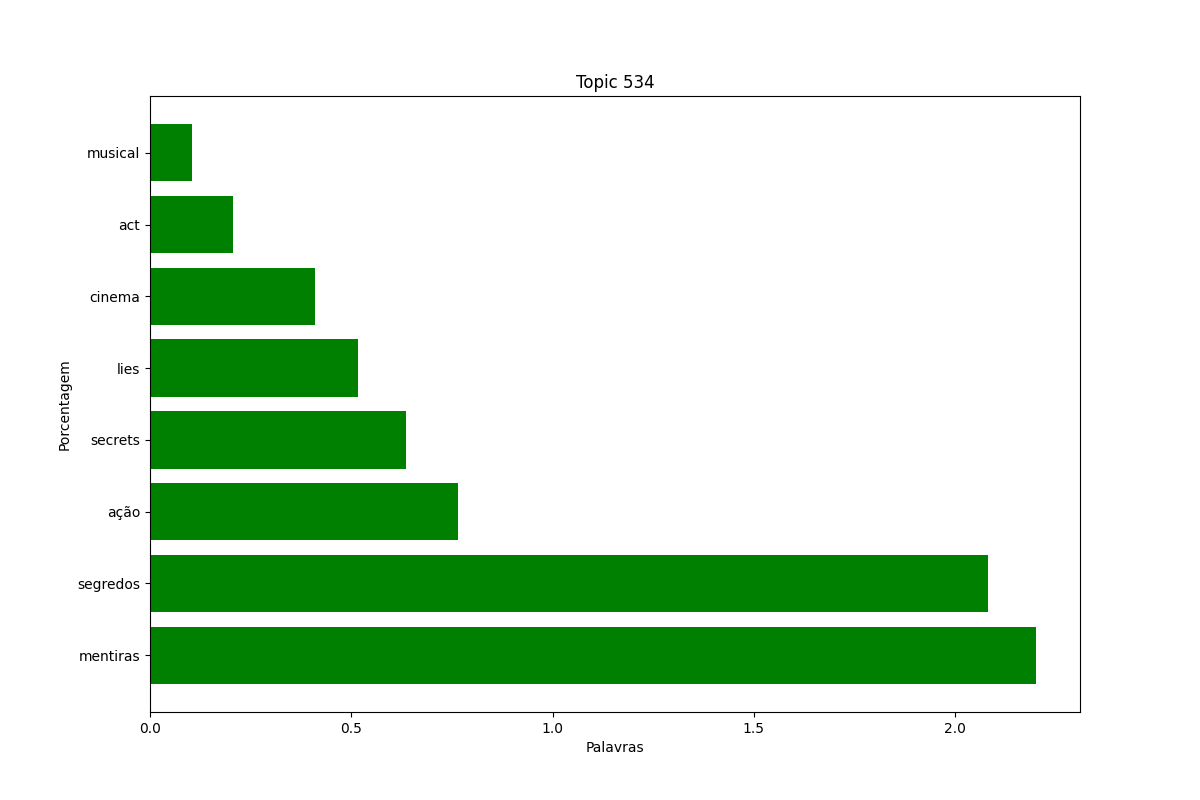 Topic 534
musical
act
cinema
lies
secrets
ação
segredos
mentiras
Porcentagem
0.0 0.5 1.0 1.5 2.0
Palavras